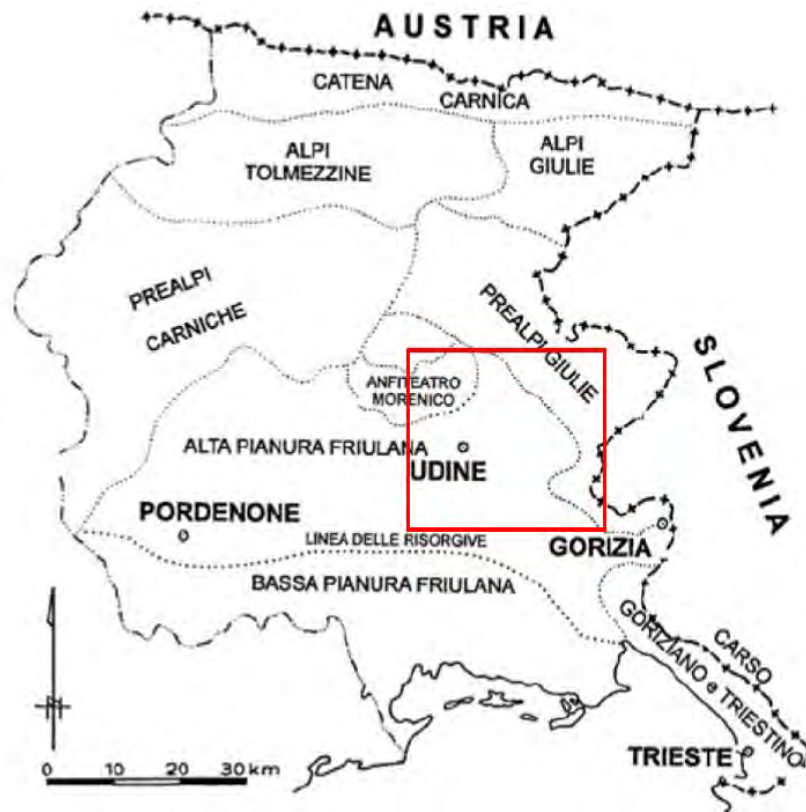 AUSTRIA
CATENA
CARNICA
ALPI
TOLMEZZINE
ALPI
GIULIE
PREALPI
CARNICHE
PREALPI GIULIE
SLOVENIA
ANFITEATRO
MORENICO
ALTA PIANURA FRIULANA
UDINE
PORDENONE
LINEA DELLE RISORGIVE
GORIZIA
BASSA PIANURA FRIULANA
CARSO
GORIZIANO e TRIESTINO
TRIESTE
N
0 10 20 30 km